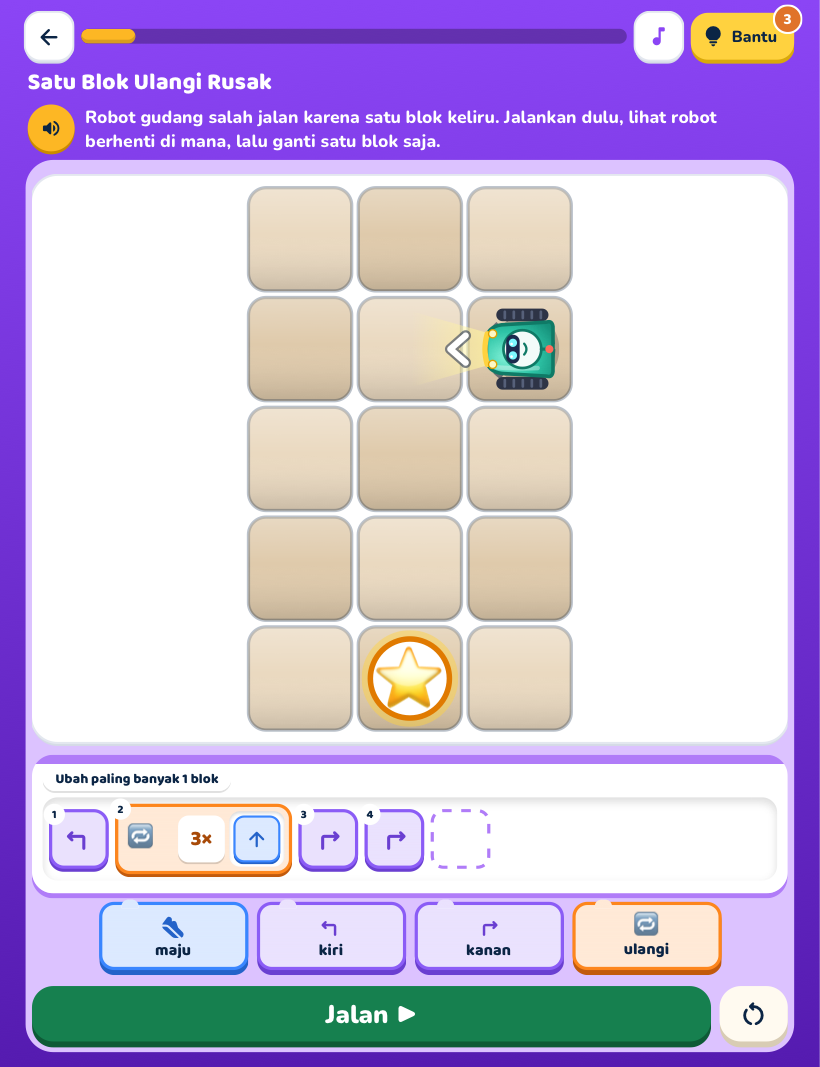 3
Bantu
Satu Blok Ulangi Rusak
Robot gudang salah jalan karena satu blok keliru. Jalankan dulu, lihat robot
berhenti di mana, lalu ganti satu blok saja.
Ubah paling banyak 1 blok
1
2
3×
3
4
maju
kiri
kanan
ulangi
Jalan